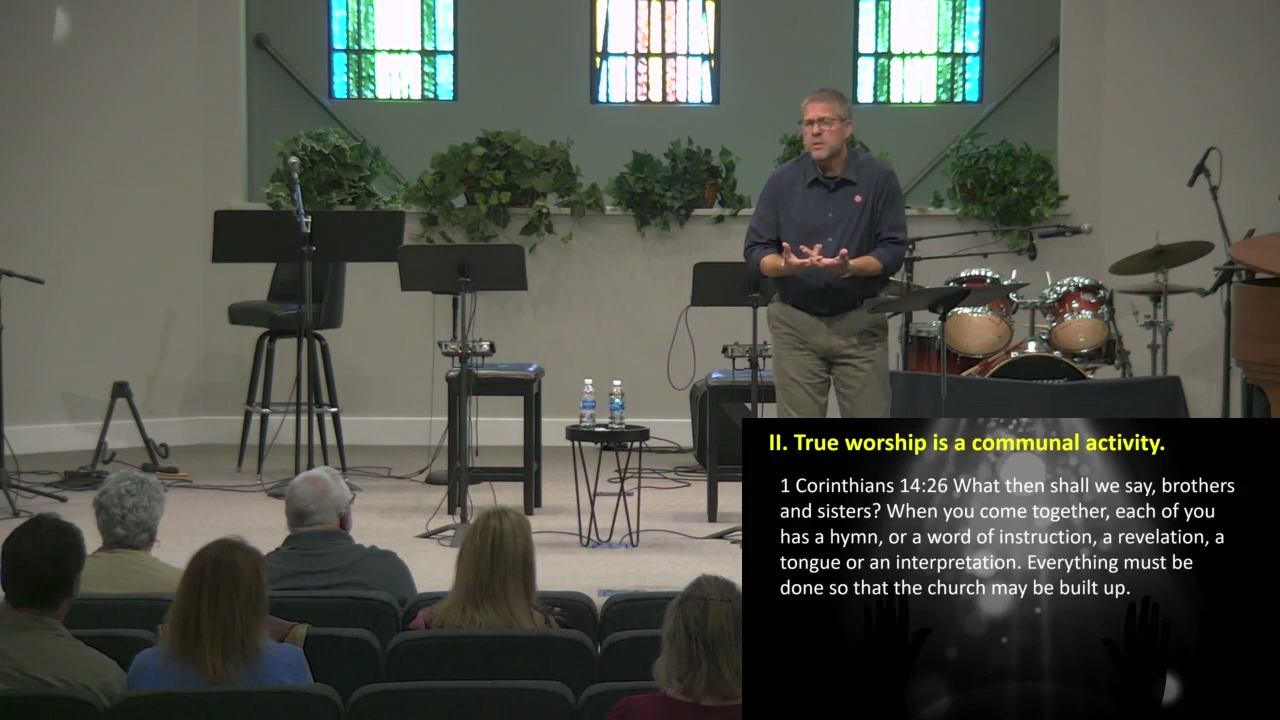 II. True worship is a communal activity.
1 Corinthians 14:26 What then shall we say, brothers
and sisters? When you come together, each of you
has a hymn, or a word of instruction, a revelation, a
tongue or an interpretation. Everything must be
done so that the church may be built up.